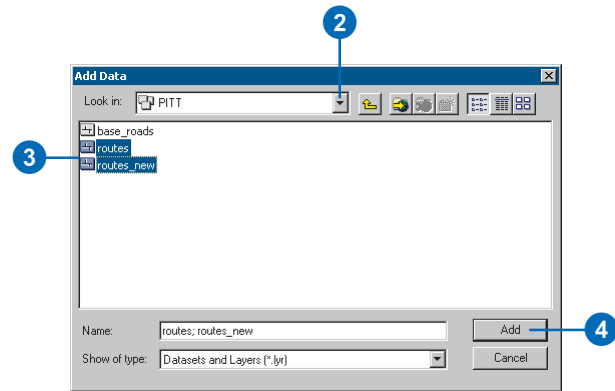 2
Add Data
Look in: PITT
base_roads
routes
routes_new
3
Name: routes; routes_new
Add
4
Show of type: Datasets and Layers (*.lyr)
Cancel